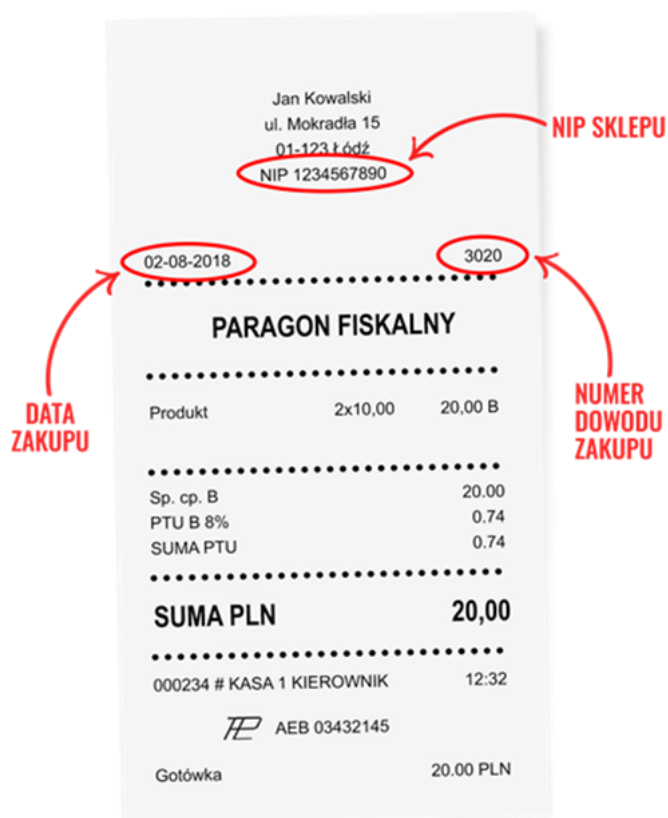 Jan Kowalski
ul. Mokradła 15
01-123 Łódź
NIP 1234567890
NIP SKLEPU
02-08-2018 3020
PARAGON FISKALNY
DATA
ZAKUPU
NUMER
DOWODU
ZAKUPU
Produkt 2x10,00 20,00 B
Sp. cp. B 20.00
PTU B 8% 0.74
SUMA PTU 0.74
SUMA PLN 20,00
000234 # KASA 1 KIEROWNIK 12:32
AEB 03432145
Gotówka 20.00 PLN